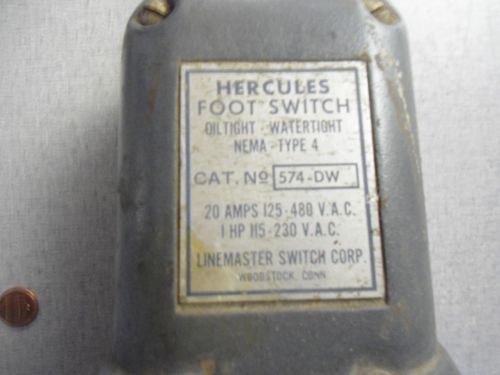 HERCULES
FOOT SWITCH
OILTIGHT - WATERTIGHT
NEMA - TYPE 4
CAT. Nº 574-DW
20 AMPS 125-480 V.A.C.
1 HP 115-230 V.A.C.
LINEMASTER SWITCH CORP.
WOODSTOCK, CONN